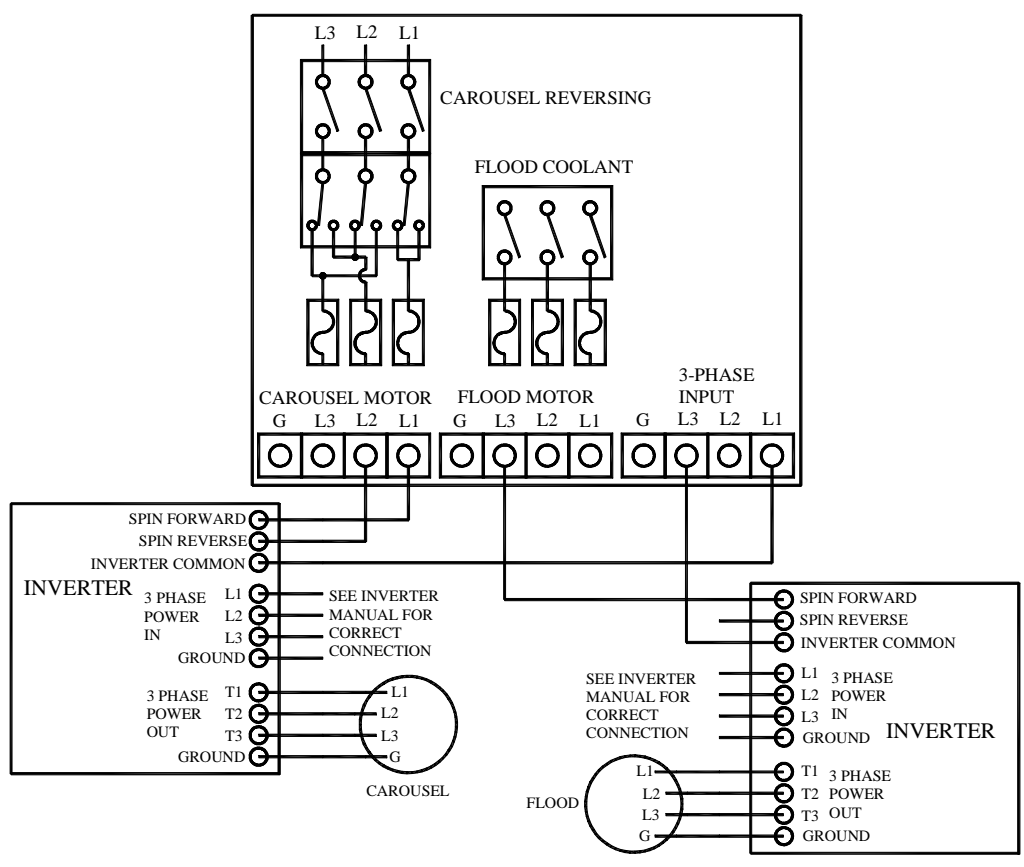 L3 L2 L1
CAROUSEL REVERSING
FLOOD COOLANT
CAROUSEL MOTOR
G L3 L2 L1
FLOOD MOTOR
G L3 L2 L1
3-PHASE
INPUT
G L3 L2 L1
INVERTER
SPIN FORWARD
SPIN REVERSE
INVERTER COMMON
3 PHASE
POWER
IN
L1
L2
L3
GROUND
SEE INVERTER
MANUAL FOR
CORRECT
CONNECTION
3 PHASE
POWER
OUT
T1
T2
T3
GROUND
L1
L2
L3
G
CAROUSEL
SPIN FORWARD
SPIN REVERSE
INVERTER COMMON
SEE INVERTER
MANUAL FOR
CORRECT
CONNECTION
L1
L2
L3
GROUND
3 PHASE
POWER
IN
INVERTER
FLOOD
L1
L2
L3
G
T1
T2
T3
GROUND
3 PHASE
POWER
OUT